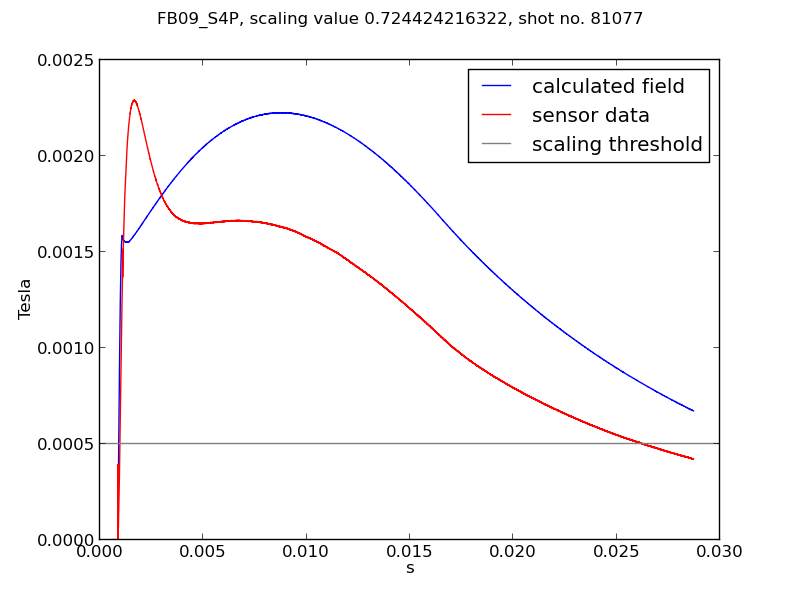 FB09_S4P, scaling value 0.724424216322, shot no. 81077
0.0025
calculated field
sensor data
scaling threshold
0.0020
0.0015
Tesla
0.0010
0.0005
0.0000
0.000 0.005 0.010 0.015 0.020 0.025 0.030
s